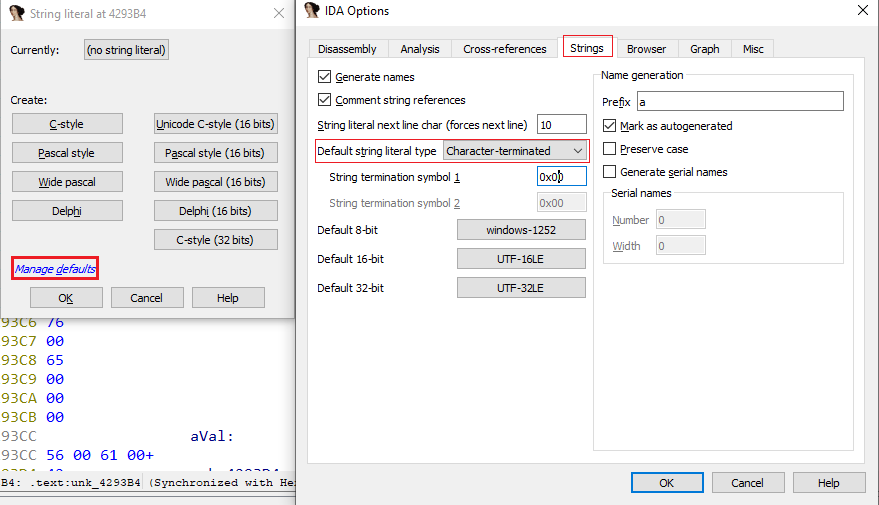 String literal at 4293B4
Currently: (no string literal)
Create:
C-style Unicode C-style (16 bits)
Pascal style Pascal style (16 bits)
Wide pascal Wide pascal (16 bits)
Delphi Delphi (16 bits)
C-style (32 bits)
Manage defaults
OK Cancel Help
93C6 76
93C7 00
93C8 65
93C9 00
93CA 00
93CB 00
93CC aVal:
93CC 56 00 61 00+
B4: .text:unk_4293B4 (Synchronized with Hex
IDA Options
Disassembly Analysis Cross-references Strings Browser Graph Misc
Generate names
Comment string references
String literal next line char (forces next line) 10
Default string literal type Character-terminated
String termination symbol 1 0x00
String termination symbol 2 0x00
Default 8-bit windows-1252
Default 16-bit UTF-16LE
Default 32-bit UTF-32LE
Name generation
Prefix a
Mark as autogenerated
Preserve case
Generate serial names
Serial names
Number 0
Width 0
OK Cancel Help